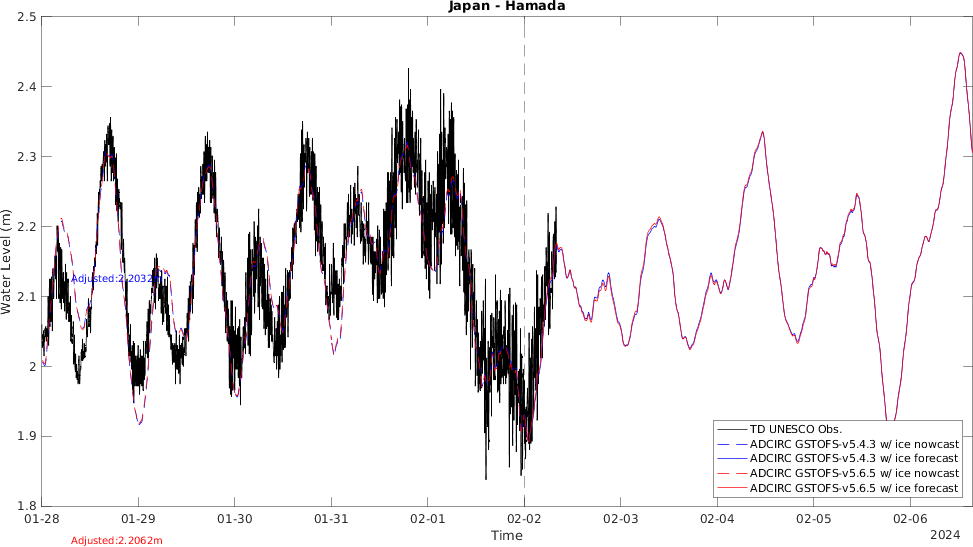 Japan - Hamada
2.5
2.4
2.3
2.2
2.1
2
1.9
1.8
Water Level (m)
Adjusted:2.2032m
TD UNESCO Obs.
ADCIRC GSTOFS-v5.4.3 w/ ice nowcast
ADCIRC GSTOFS-v5.4.3 w/ ice forecast
ADCIRC GSTOFS-v5.6.5 w/ ice nowcast
ADCIRC GSTOFS-v5.6.5 w/ ice forecast
01-28 01-29 01-30 01-31 02-01 02-02 02-03 02-04 02-05 02-06
Time
2024
Adjusted:2.2062m